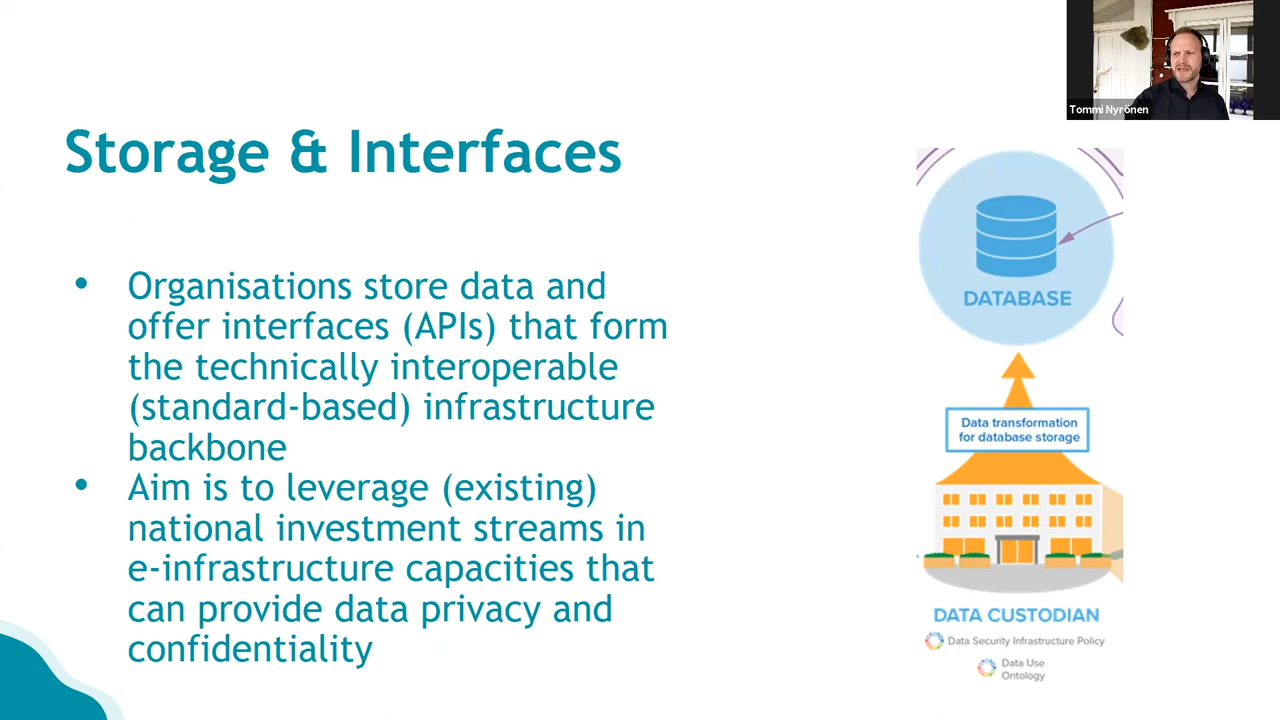 Tommi Nyrönen
Storage & Interfaces
• Organisations store data and
offer interfaces (APIs) that form
the technically interoperable
(standard-based) infrastructure
backbone
• Aim is to leverage (existing)
national investment streams in
e-infrastructure capacities that
can provide data privacy and
confidentiality
DATABASE
Data transformation
for database storage
DATA CUSTODIAN
Data Security Infrastructure Policy
Data Use
Ontology